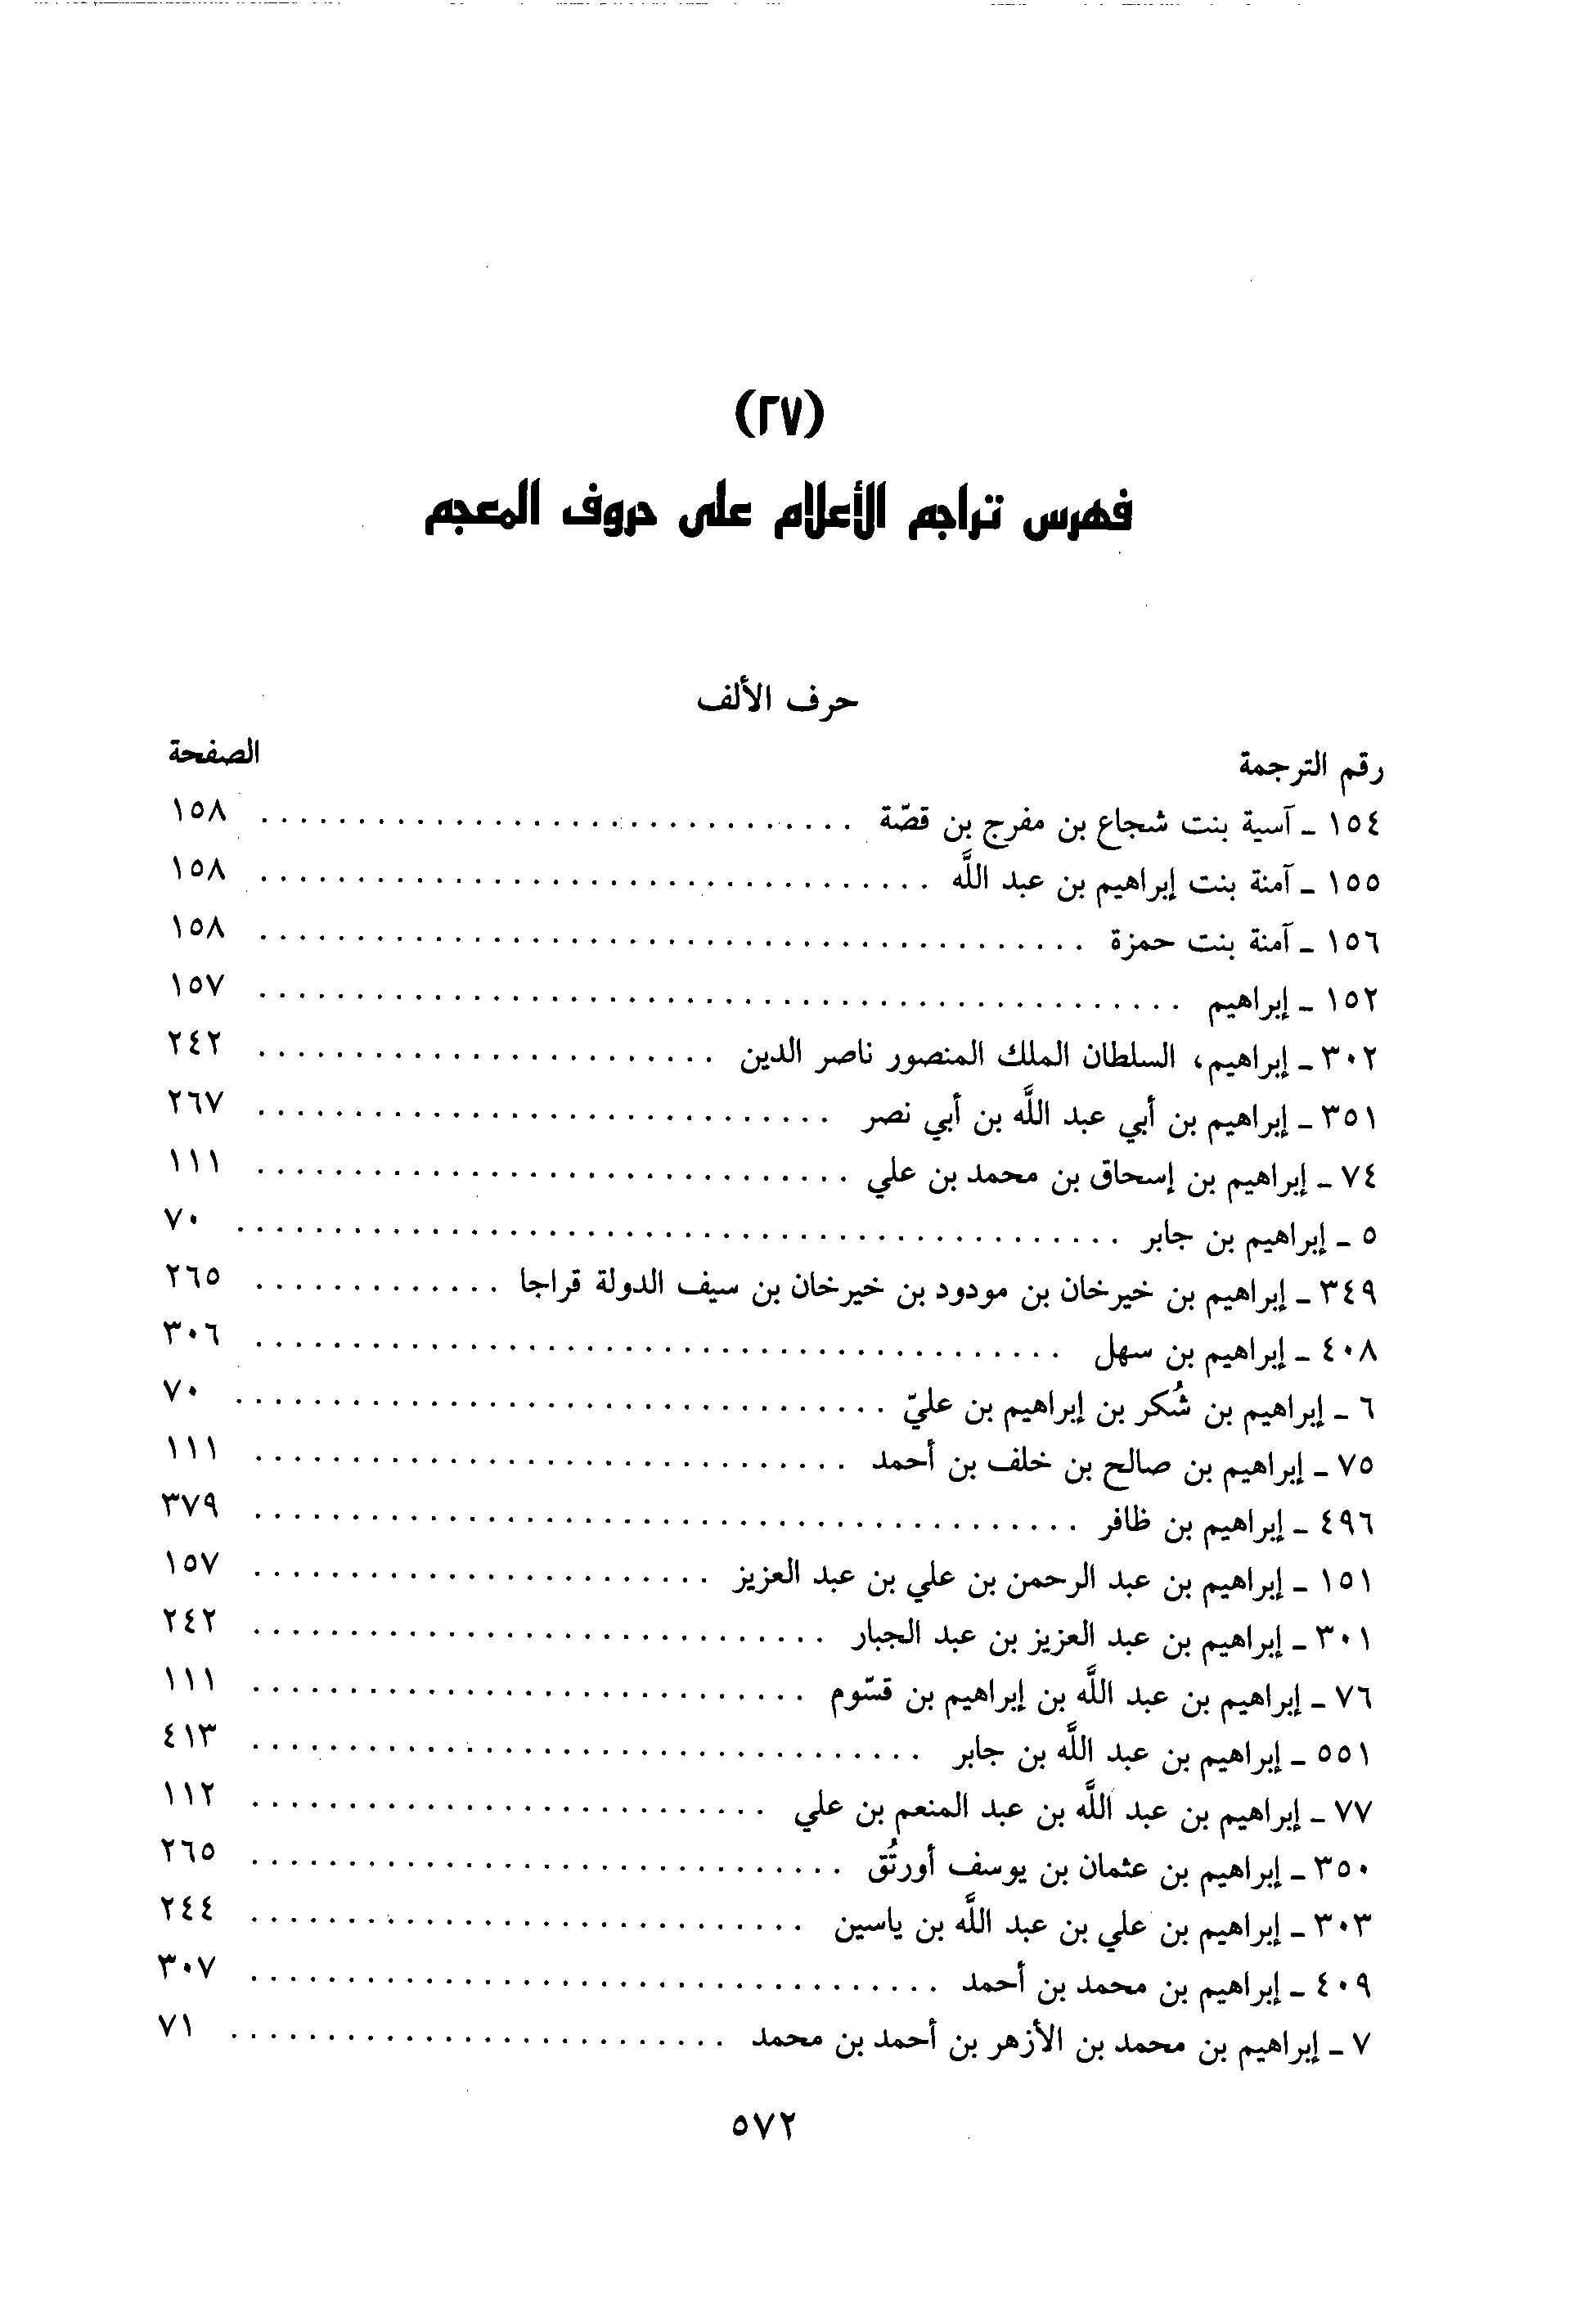 (٢٧)
فهرس تراجم الأعلام على حروف المعجم
حرف الألف
رقم الترجمة الصفحة
١٥٤ ـ آسية بنت شجاع بن مفرج بن قصّة . . . . . . . . . . ١٥٨
١٥٥ ـ آمنة بنت إبراهيم بن عبد اللَّه . . . . . . . . . . ١٥٨
١٥٦ ـ آمنة بنت حمزة . . . . . . . . . . ١٥٨
١٥٢ ـ إبراهيم . . . . . . . . . . ١٥٧
٣٠٢ ـ إبراهيم، السلطان الملك المنصور ناصر الدين . . . . . . . . . . ٢٤٢
٣٥١ ـ إبراهيم بن أبي عبد اللَّه بن أبي نصر . . . . . . . . . . ٢٦٧
٧٤ ـ إبراهيم بن إسحاق بن محمد بن علي . . . . . . . . . . ١١١
٥ ـ إبراهيم بن جابر . . . . . . . . . . ٧٠
٣٤٩ ـ إبراهيم بن خيرخان بن مودود بن خيرخان بن سيف الدولة قراجا . . . . . . . . . . ٢٦٥
٤٠٨ ـ إبراهيم بن سهل . . . . . . . . . . ٣٠٦
٦ ـ إبراهيم بن شُكر بن إبراهيم بن عليّ . . . . . . . . . . ٧٠
٧٥ ـ إبراهيم بن صالح بن خلف بن أحمد . . . . . . . . . . ١١١
٤٩٦ ـ إبراهيم بن ظافر . . . . . . . . . . ٣٧٩
١٥١ ـ إبراهيم بن عبد الرحمن بن علي بن عبد العزيز . . . . . . . . . . ١٥٧
٣٠١ ـ إبراهيم بن عبد العزيز بن عبد الجبار . . . . . . . . . . ٢٤٢
٧٦ ـ إبراهيم بن عبد اللَّه بن إبراهيم بن قسّوم . . . . . . . . . . ١١١
٥٥١ ـ إبراهيم بن عبد اللَّه بن جابر . . . . . . . . . . ٤١٣
٧٧ ـ إبراهيم بن عبد اللَّه بن عبد المنعم بن علي . . . . . . . . . . ١١٢
٣٥٠ ـ إبراهيم بن عثمان بن يوسف أورتُق . . . . . . . . . . ٢٦٥
٣٠٣ ـ إبراهيم بن علي بن عبد اللَّه بن ياسين . . . . . . . . . . ٢٤٤
٤٠٩ ـ إبراهيم بن محمد بن أحمد . . . . . . . . . . ٣٠٧
٧ ـ إبراهيم بن محمد بن الأزهر بن أحمد بن محمد . . . . . . . . . . ٧١
٥٧٢